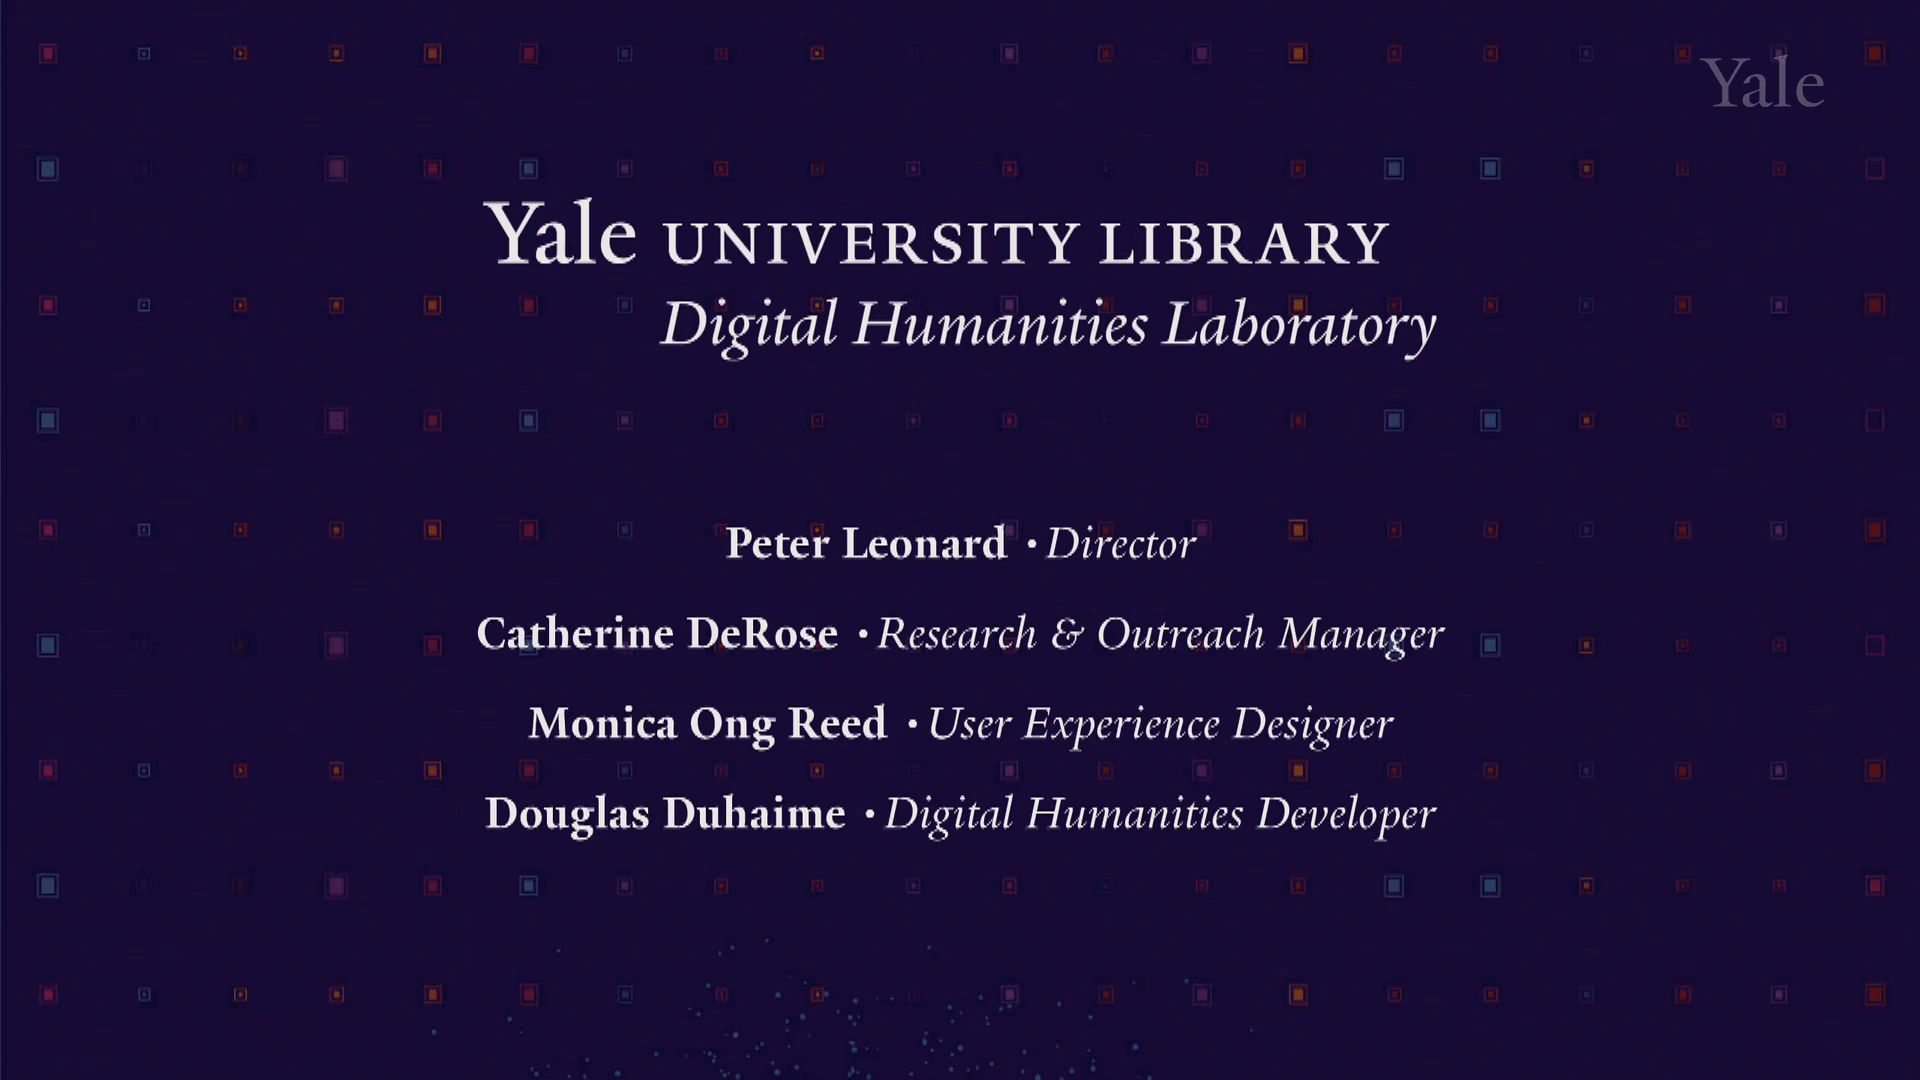 Yale
Yale UNIVERSITY LIBRARY
Digital Humanities Laboratory
Peter Leonard • Director
Catherine DeRose • Research & Outreach Manager
Monica Ong Reed • User Experience Designer
Douglas Duhaime • Digital Humanities Developer